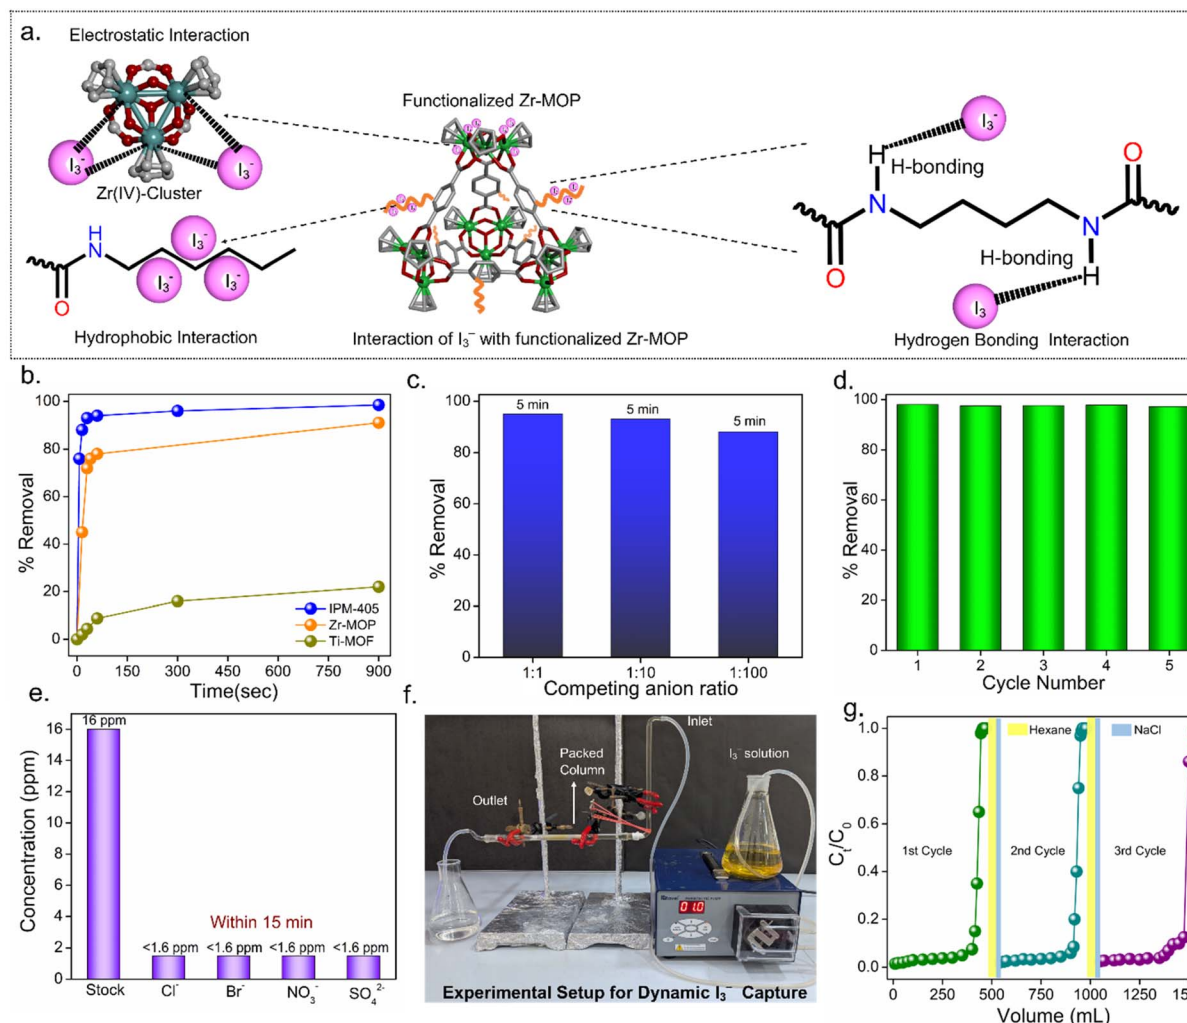 a.
Electrostatic Interaction
I₃⁻
I₃⁻
Zr(IV)-Cluster
H
N
O
I₃⁻
I₃⁻
I₃⁻
Hydrophobic Interaction
Functionalized Zr-MOP
Interaction of I₃⁻ with functionalized Zr-MOP
I₃⁻
H
H-bonding
O
N
N
O
H-bonding
H
I₃
Hydrogen Bonding Interaction
b.
% Removal
100
80
60
40
20
0
IPM-405
Zr-MOP
Ti-MOF
0 150 300 450 600 750 900
Time(sec)
c.
% Removal
100
80
60
40
20
0
5 min
5 min
5 min
1:1 1:10 1:100
Competing anion ratio
d.
% Removal
100
80
60
40
20
0
1 2 3 4 5
Cycle Number
e.
Concentration (ppm)
16
14
12
10
8
6
4
2
0
16 ppm
Within 15 min
<1.6 ppm <1.6 ppm <1.6 ppm <1.6 ppm
Stock Cl⁻ Br⁻ NO₃⁻ SO₄²⁻
f.
Inlet
Packed
Column
I₃⁻ solution
Outlet
01.0
Experimental Setup for Dynamic I₃⁻ Capture
g.
Hexane
NaCl
Cₜ/C₀
1.0
0.8
0.6
0.4
0.2
0.0
1st Cycle
2nd Cycle
3rd Cycle
0 250 500 750 1000 1250
Volume (mL)